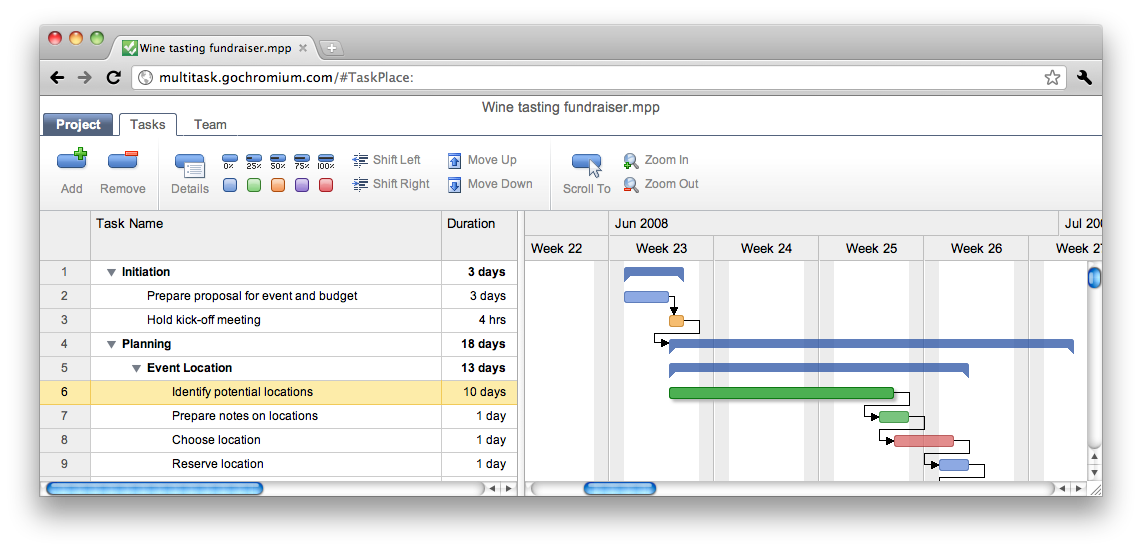 Wine tasting fundraiser.mpp
multitask.gochromium.com/#TaskPlace:
Wine tasting fundraiser.mpp
Project Tasks Team
0% 25% 50% 75% 100%
Shift Left Move Up Zoom In
Shift Right Move Down Zoom Out
Add Remove Details Scroll To
Task Name Duration Jun 2008 Jul 200
Week 22 Week 23 Week 24 Week 25 Week 26 Week 27
1 Initiation 3 days
2 Prepare proposal for event and budget 3 days
3 Hold kick-off meeting 4 hrs
4 Planning 18 days
5 Event Location 13 days
6 Identify potential locations 10 days
7 Prepare notes on locations 1 day
8 Choose location 1 day
9 Reserve location 1 day